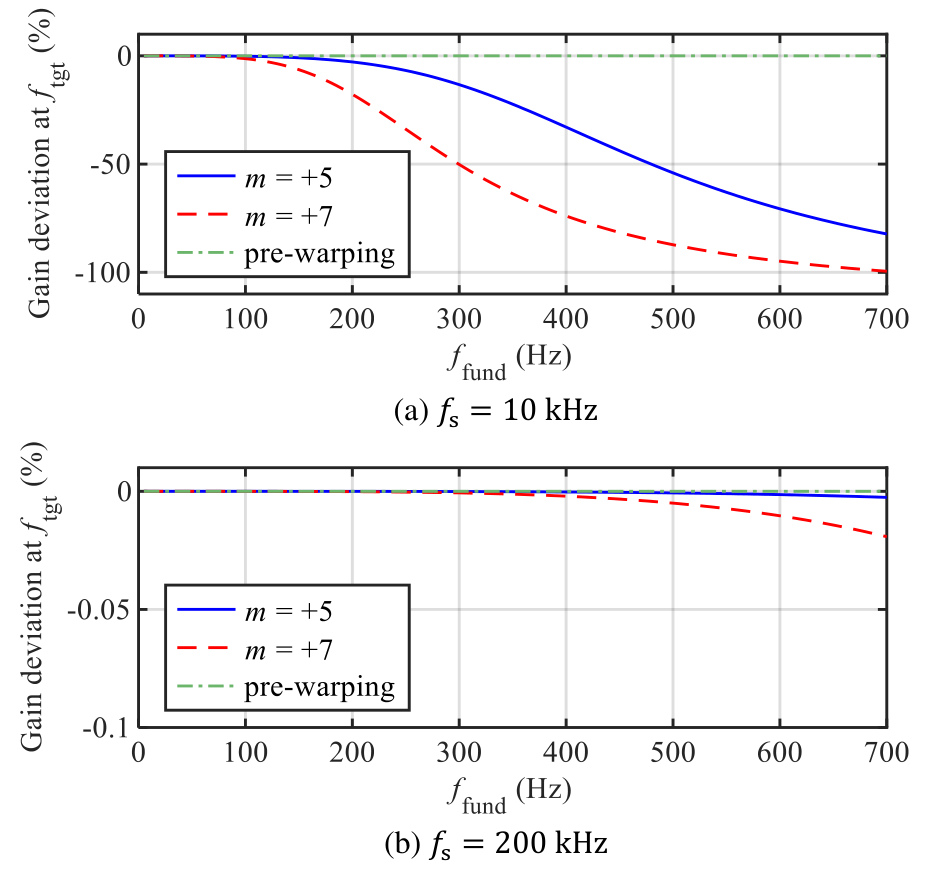 Gain deviation at f_tgt (%)
0
-50
-100
m = +5
m = +7
pre-warping
0 100 200 300 400 500 600 700
f_fund (Hz)
(a) f_s = 10 kHz
Gain deviation at f_tgt (%)
0
-0.05
-0.1
m = +5
m = +7
pre-warping
0 100 200 300 400 500 600 700
f_fund (Hz)
(b) f_s = 200 kHz